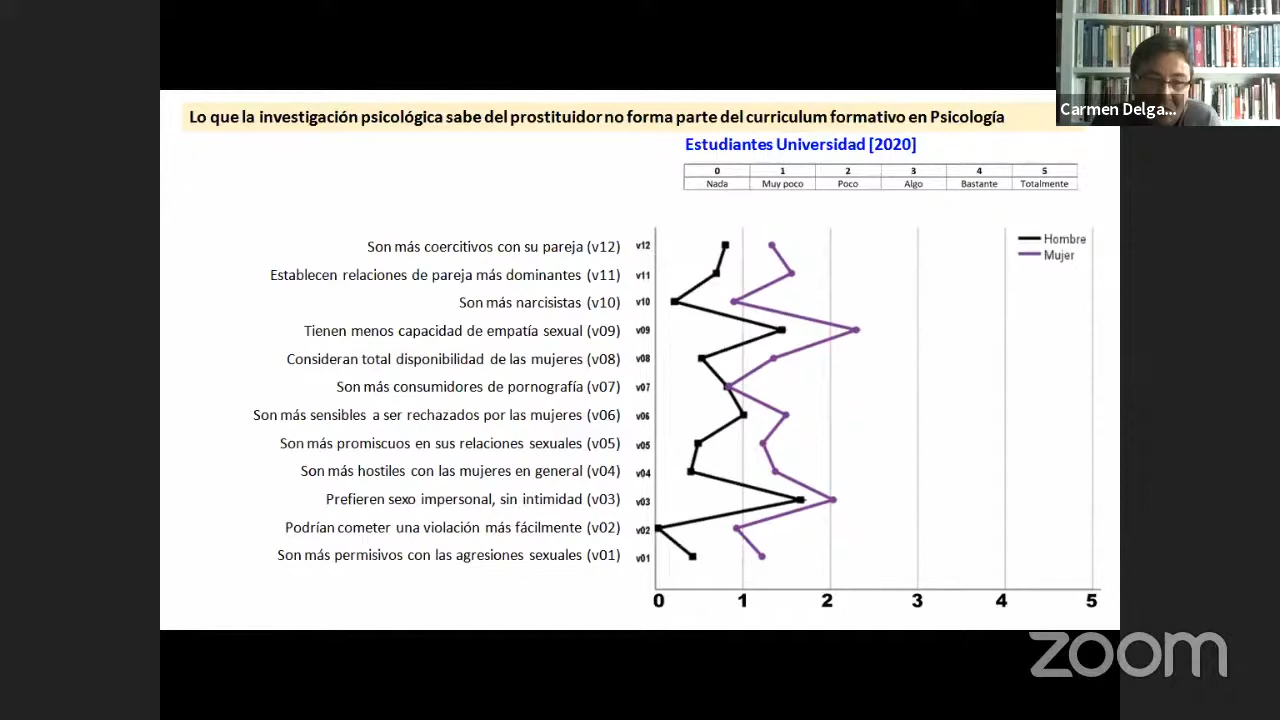 Carmen Delga...
Lo que la investigación psicológica sabe del prostituidor no forma parte del curriculum formativo en Psicología
Estudiantes Universidad [2020]
0 1 2 3 4 5
Nada Muy poco Poco Algo Bastante Totalmente
Hombre
Mujer
Son más coercitivos con su pareja (v12) v12
Establecen relaciones de pareja más dominantes (v11) v11
Son más narcisistas (v10) v10
Tienen menos capacidad de empatía sexual (v09) v09
Consideran total disponibilidad de las mujeres (v08) v08
Son más consumidores de pornografía (v07) v07
Son más sensibles a ser rechazados por las mujeres (v06) v06
Son más promiscuos en sus relaciones sexuales (v05) v05
Son más hostiles con las mujeres en general (v04) v04
Prefieren sexo impersonal, sin intimidad (v03) v03
Podrían cometer una violación más fácilmente (v02) v02
Son más permisivos con las agresiones sexuales (v01) v01
0 1 2 3 4 5
zoom